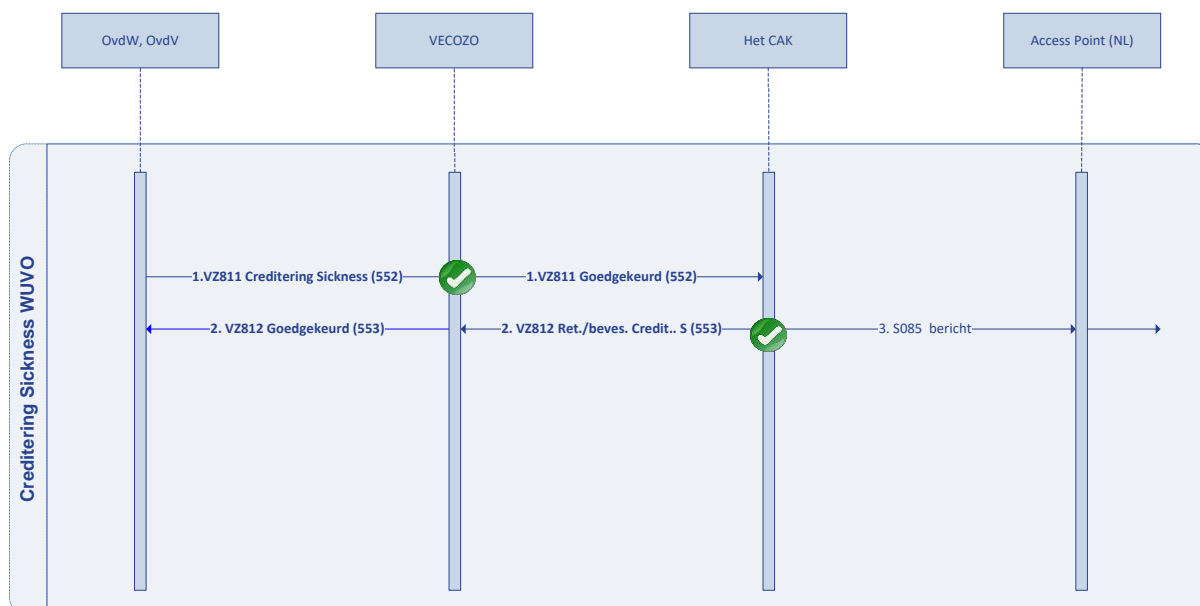 OvdW, OvdV
VECOZO
Het CAK
Access Point (NL)
Creditering Sickness WUVO
1.VZ811 Creditering Sickness (552)
1.VZ811 Goedgekeurd (552)
2. VZ812 Goedgekeurd (553)
2. VZ812 Ret./beves. Credit.. S (553)
3. S085 bericht